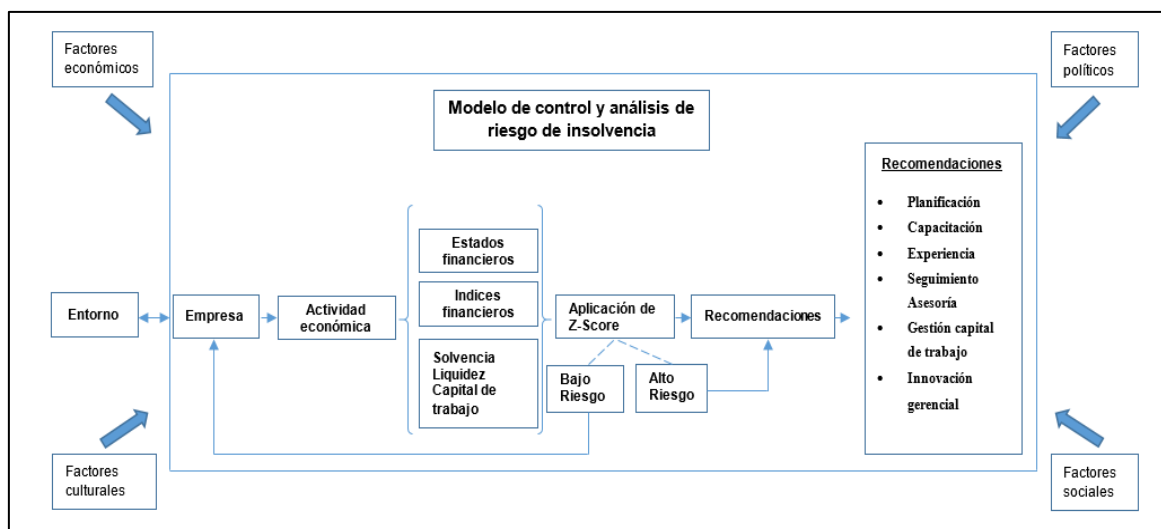 Factores
económicos
Factores
políticos
Modelo de control y análisis de
riesgo de insolvencia
Entorno
Empresa
Actividad
económica
Estados
financieros
Indices
financieros
Solvencia
Liquidez
Capital de
trabajo
Aplicación de
Z-Score
Bajo
Riesgo
Alto
Riesgo
Recomendaciones
Recomendaciones
• Planificación
• Capacitación
• Experiencia
• Seguimiento
Asesoría
• Gestión capital
de trabajo
• Innovación
gerencial
Factores
culturales
Factores
sociales